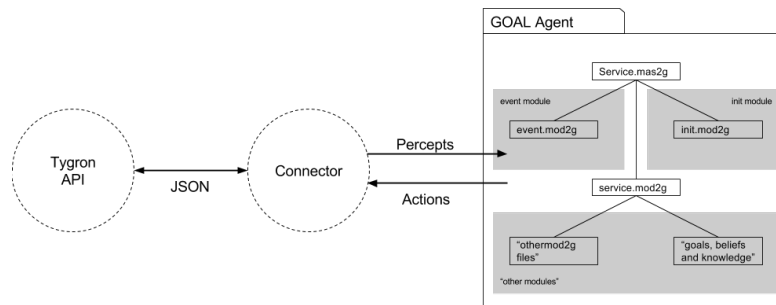 GOAL Agent
Service.mas2g
event module
init module
event.mod2g
init.mod2g
Percepts
Tygron
API
JSON
Connector
Actions
service.mod2g
“othermod2g
files”
“goals, beliefs
and knowledge”
“other modules”